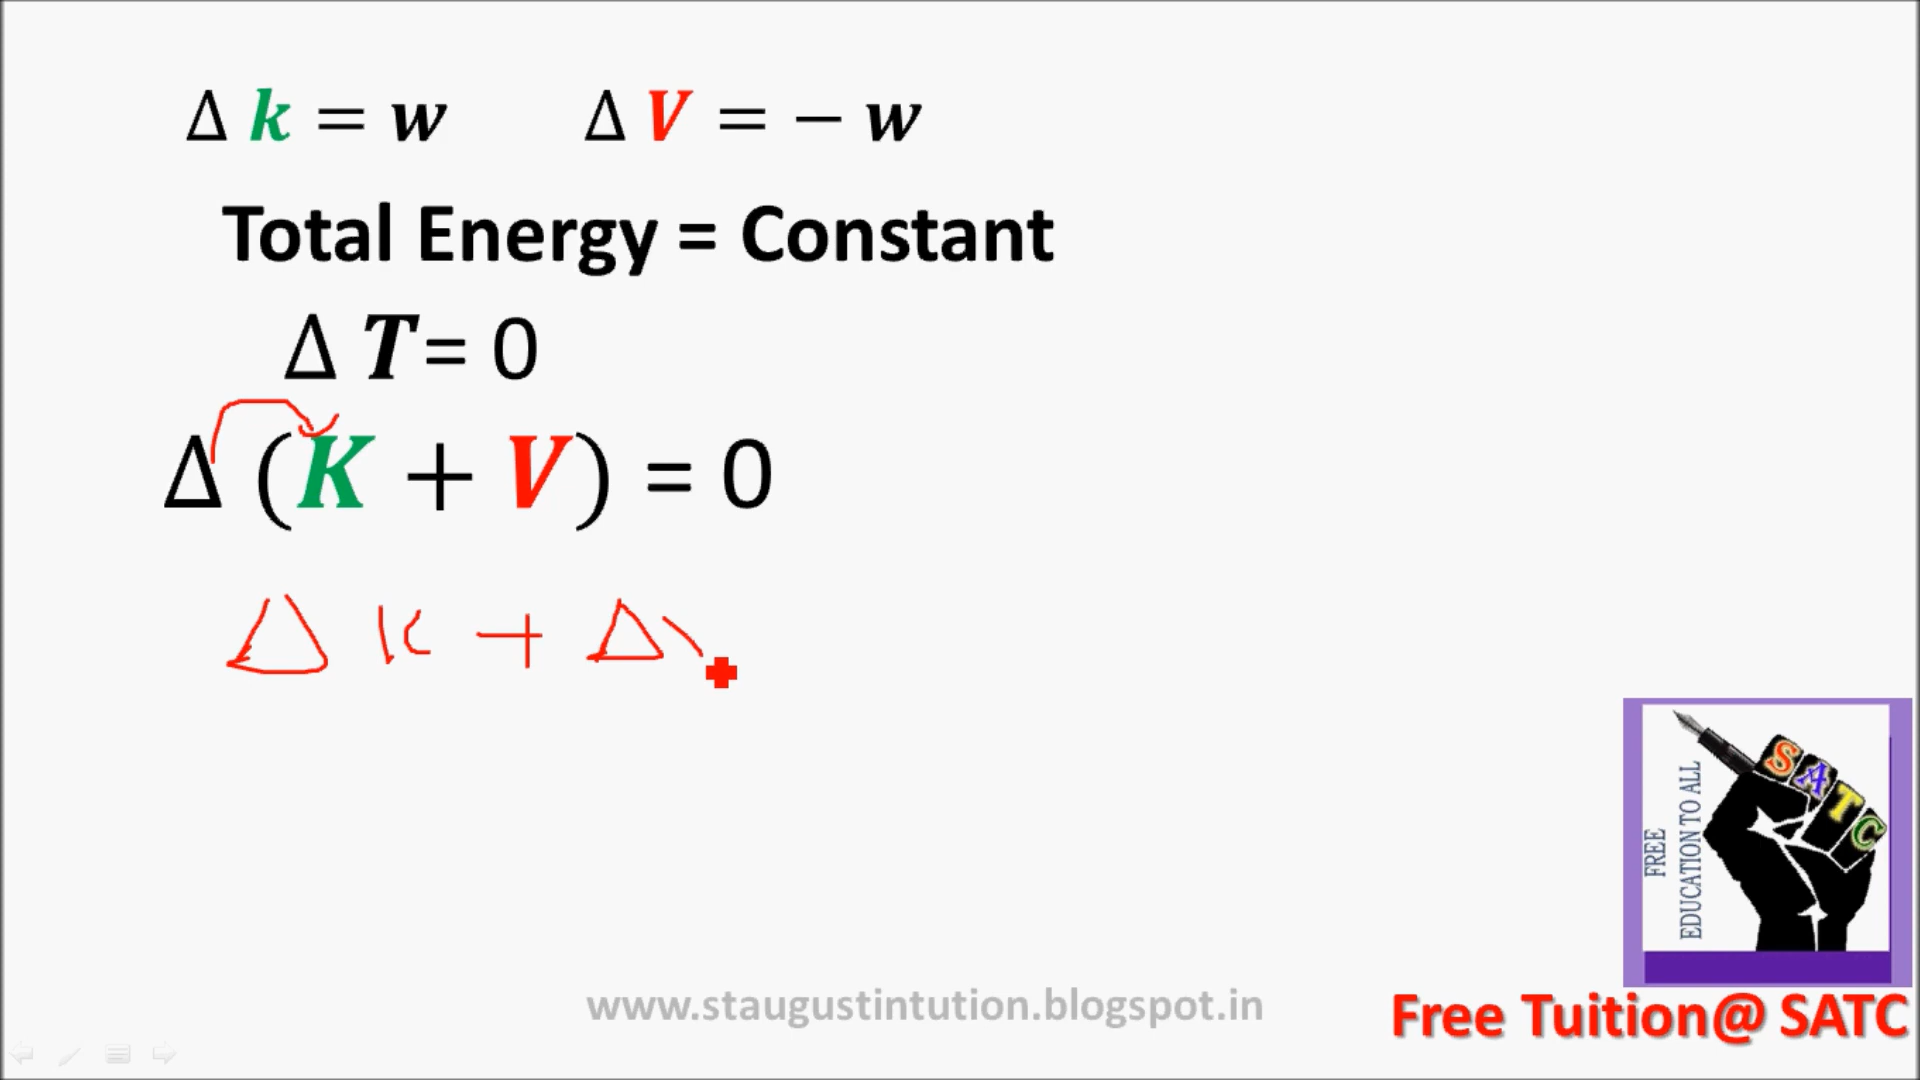 Δ k = w   Δ V = − w
Total Energy = Constant
Δ T = 0
Δ (K + V) = 0
Δ K + Δ
FREE
EDUCATION TO ALL
SATC
www.staugustintution.blogspot.in
Free Tuition@ SATC